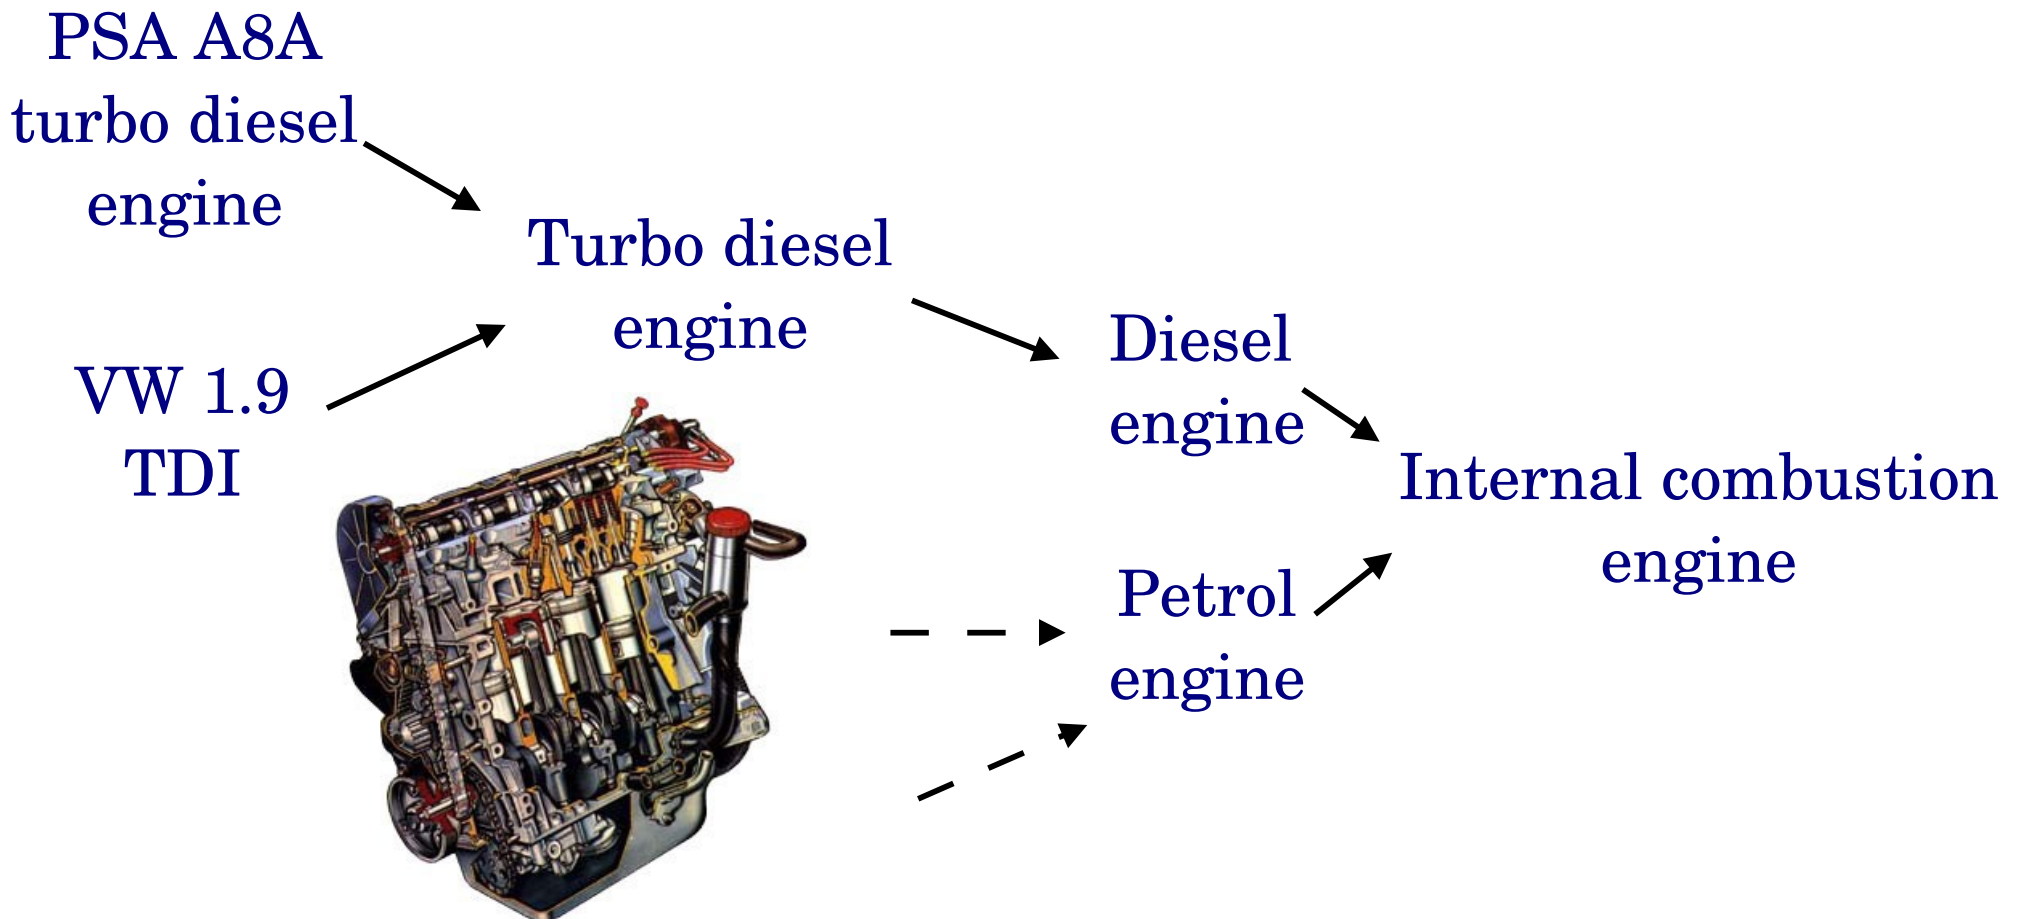 PSA A8A
turbo diesel
engine
VW 1.9
TDI
Turbo diesel
engine
Diesel
engine
Petrol
engine
Internal combustion
engine